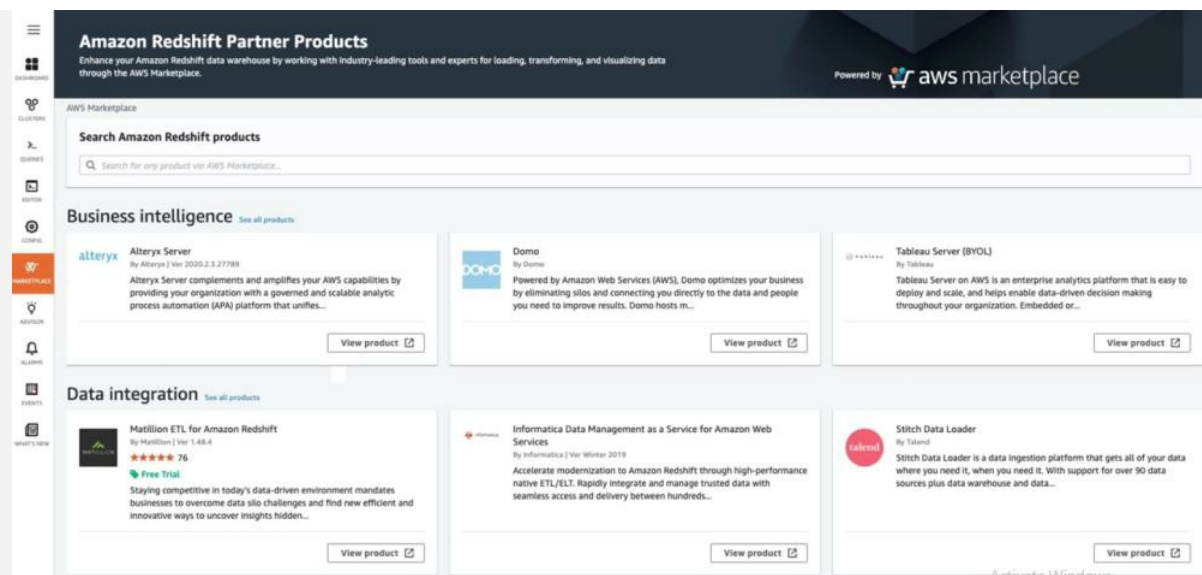 Amazon Redshift Partner Products
Enhance your Amazon Redshift data warehouse by working with industry-leading tools and experts for loading, transforming, and visualizing data
through the AWS Marketplace.
Powered by aws marketplace
DASHBOARD
CLUSTERS
QUERIES
EDITOR
CONFIG
MARKETPLACE
ADVISOR
ALARMS
EVENTS
WHAT'S NEW
AWS Marketplace
Search Amazon Redshift products
Search for any product via AWS Marketplace...
Business intelligence See all products
alteryx
Alteryx Server
By Alteryx | Ver 2020.2.3.27789
Alteryx Server complements and amplifies your AWS capabilities by
providing your organization with a governed and scalable analytic
process automation (APA) platform that unifies...
View product
DOMO
Domo
By Domo
Powered by Amazon Web Services (AWS), Domo optimizes your business
by eliminating silos and connecting you directly to the data and people
you need to improve results. Domo hosts m...
View product
tableau
Tableau Server (BYOL)
By Tableau
Tableau Server on AWS is an enterprise analytics platform that is easy to
deploy and scale, and helps enable data-driven decision making
throughout your organization. Embedded or...
View product
Data integration See all products
MATILLION
Matillion ETL for Amazon Redshift
By Matillion | Ver 1.48.4
76
Free Trial
Staying competitive in today's data-driven environment mandates
businesses to overcome data silo challenges and find new efficient and
innovative ways to uncover insights hidden...
View product
Informatica
Informatica Data Management as a Service for Amazon Web
Services
By Informatica | Ver Winter 2019
Accelerate modernization to Amazon Redshift through high-performance
native ETL/ELT. Rapidly integrate and manage trusted data with
seamless access and delivery between hundreds...
View product
talend
Stitch Data Loader
By Talend
Stitch Data Loader is a data ingestion platform that gets all of your data
where you need it, when you need it. With support for over 90 data
sources plus data warehouse and data...
View product
Activate Windows